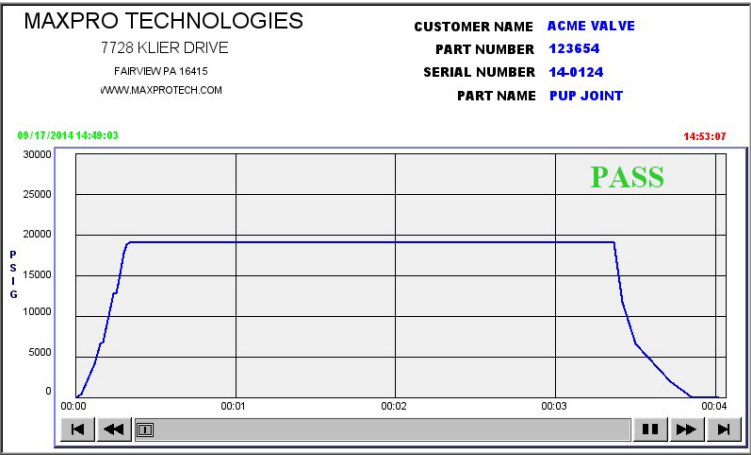 MAXPRO TECHNOLOGIES
7728 KLIER DRIVE
FAIRVIEW PA 16415
WWW.MAXPROTECH.COM
CUSTOMER NAME ACME VALVE
PART NUMBER 123654
SERIAL NUMBER 14-0124
PART NAME PUP JOINT
09/17/2014 14:49:03
14:53:07
PASS
PSIG
30000
25000
20000
15000
10000
5000
0
00:00 00:01 00:02 00:03 00:04